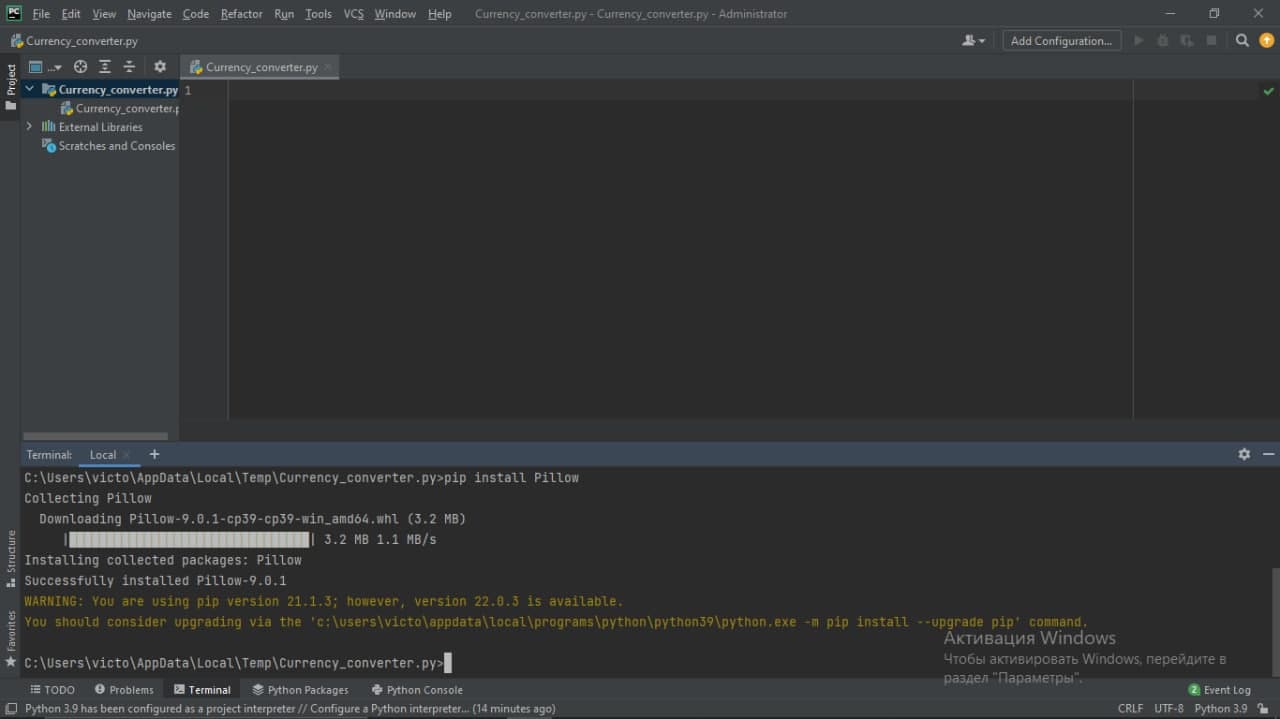 PC File Edit View Navigate Code Refactor Run Tools VCS Window Help Currency_converter.py - Currency_converter.py - Administrator
Currency_converter.py Add Configuration...
Project
... Currency_converter.py
Currency_converter.py 1
Currency_converter.p
External Libraries
Scratches and Consoles
Terminal: Local +
C:\Users\victo\AppData\Local\Temp\Currency_converter.py>pip install Pillow
Collecting Pillow
Downloading Pillow-9.0.1-cp39-cp39-win_amd64.whl (3.2 MB)
|████████████████████████████████| 3.2 MB 1.1 MB/s
Installing collected packages: Pillow
Successfully installed Pillow-9.0.1
WARNING: You are using pip version 21.1.3; however, version 22.0.3 is available.
You should consider upgrading via the 'c:\users\victo\appdata\local\programs\python\python39\python.exe -m pip install --upgrade pip' command.
C:\Users\victo\AppData\Local\Temp\Currency_converter.py>
Structure
Favorites
Активация Windows
Чтобы активировать Windows, перейдите в
раздел "Параметры".
TODO Problems Terminal Python Packages Python Console 2 Event Log
Python 3.9 has been configured as a project interpreter // Configure a Python interpreter... (14 minutes ago) CRLF UTF-8 Python 3.9